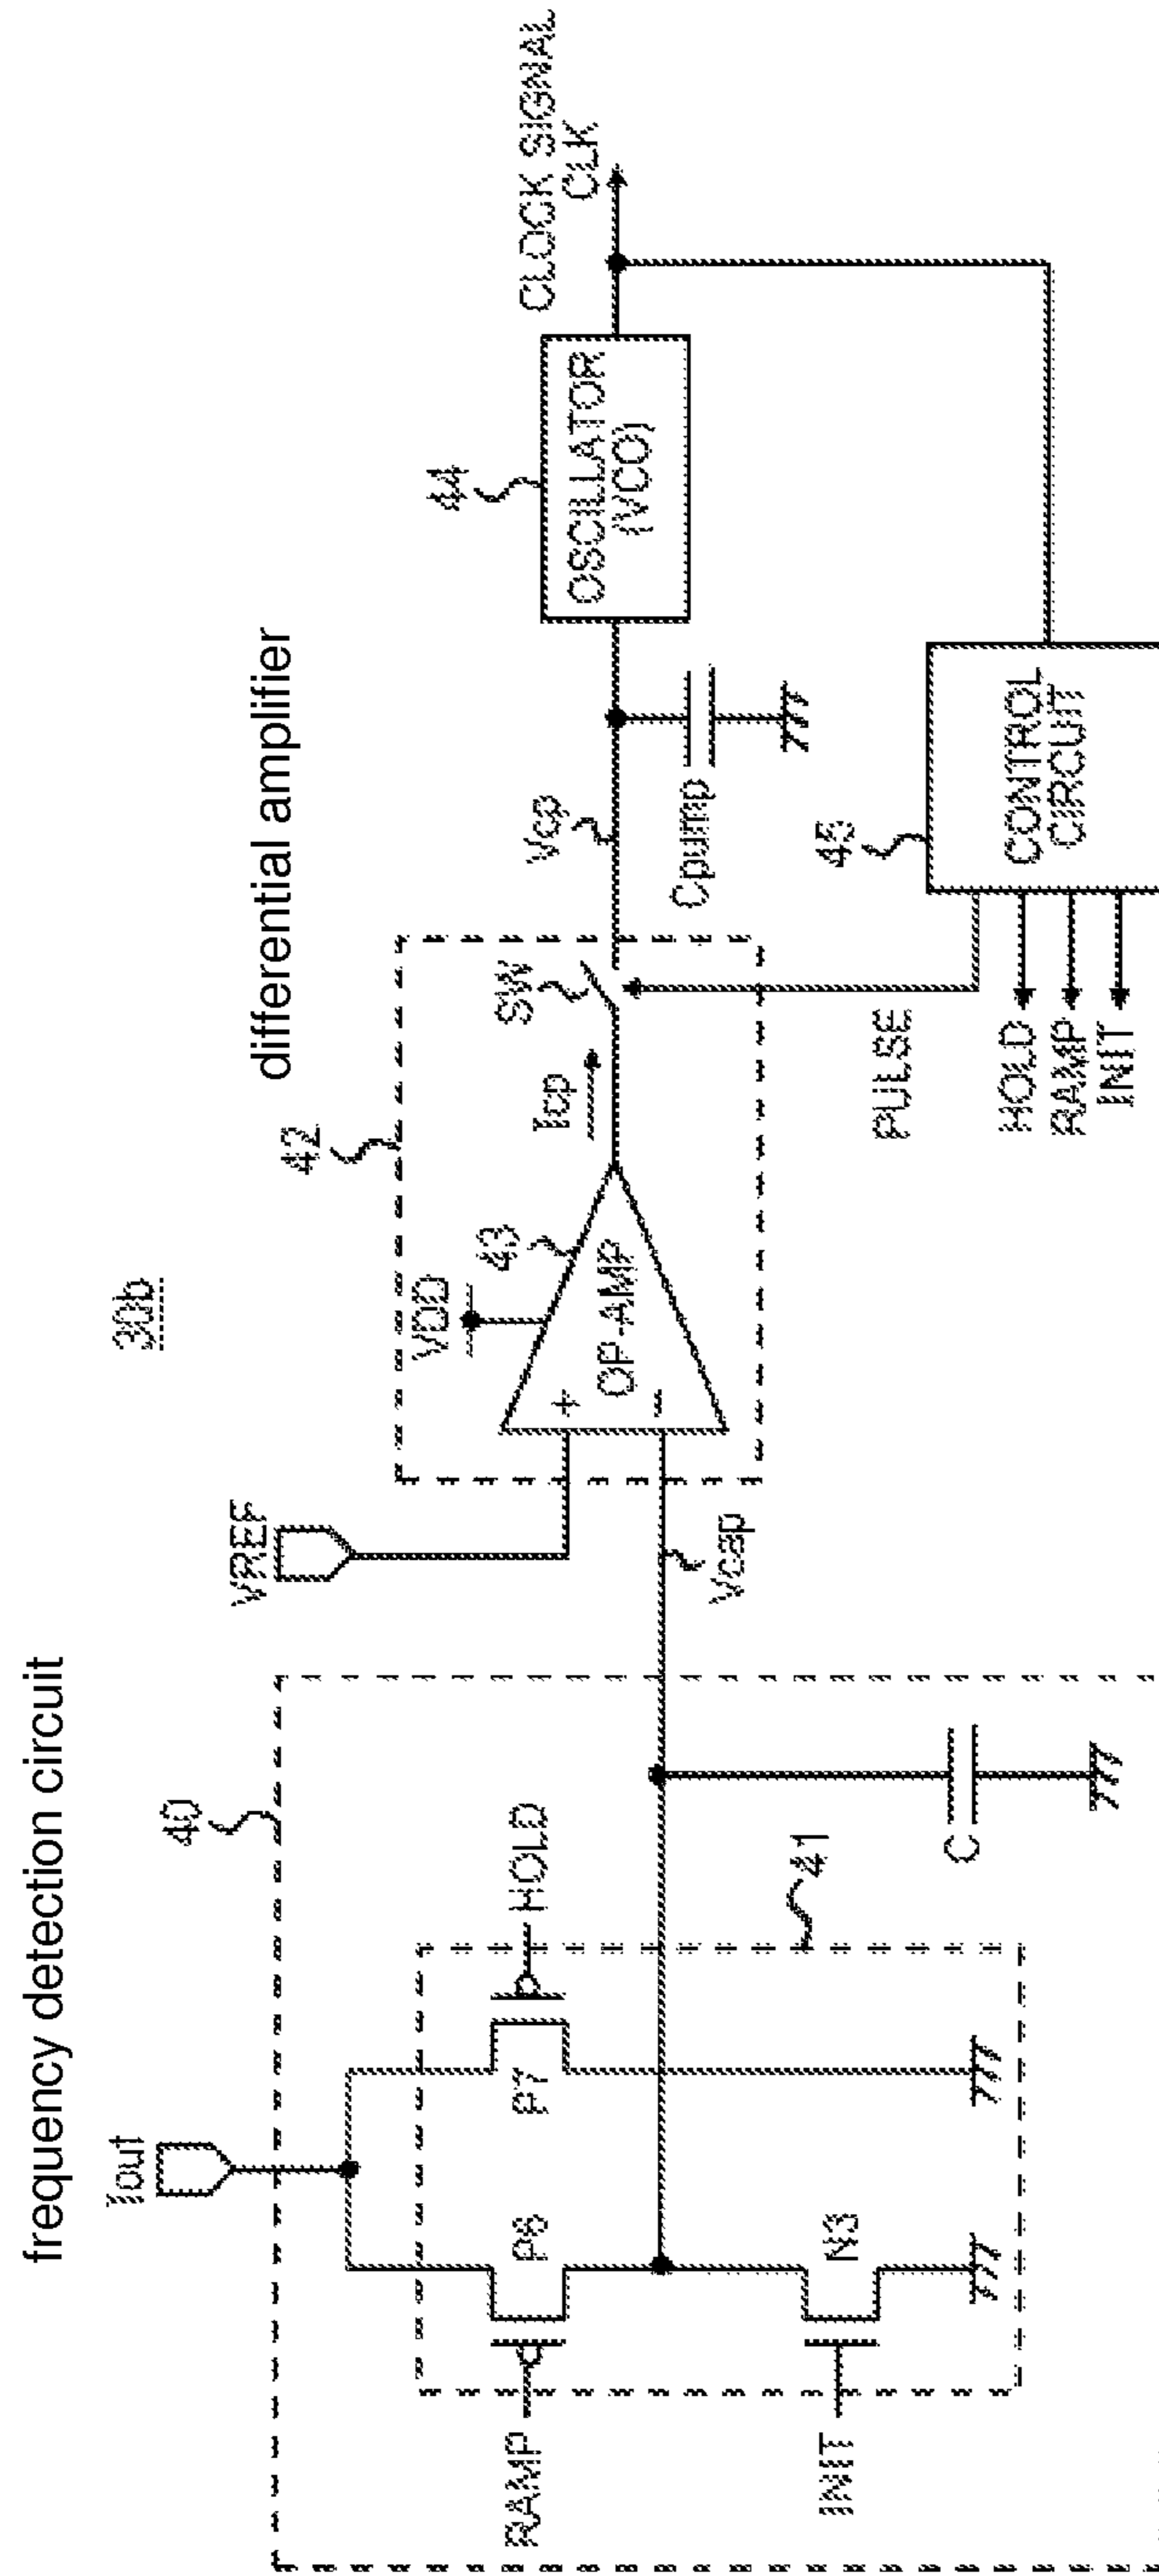 30b
frequency detection circuit
differential amplifier
Iout
40
VREF
42
44
VDD
43
SW
CLOCK SIGNAL
CLK
RAMP
P6
P7
HOLD
+
OP-AMP
-
Icp
Vcp
OSCILLATOR
(VCO)
Vcap
Cpump
41
INIT
N3
C
PULSE
45
HOLD
RAMP
INIT
CONTROL
CIRCUIT